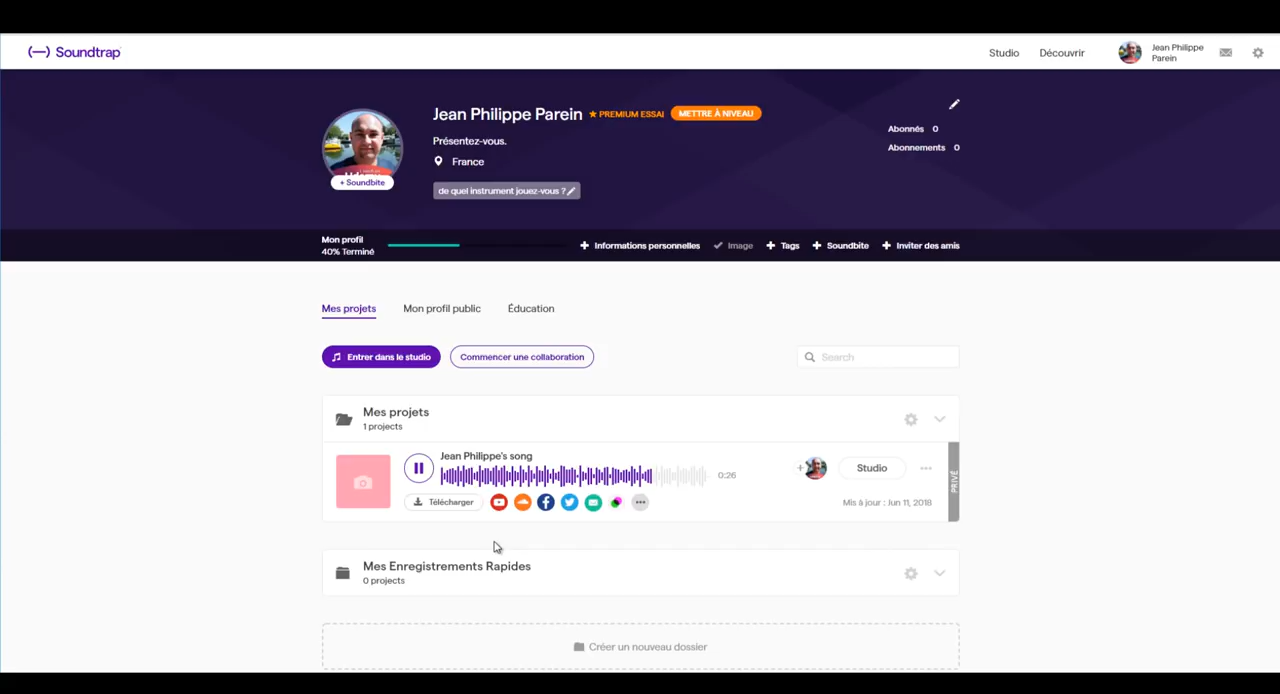 (—) Soundtrap
Studio
Découvrir
Jean Philippe
Parein
Jean Philippe Parein
★ PREMIUM ESSAI
METTRE À NIVEAU
Présentez-vous.
France
de quel instrument jouez-vous ?
+ Soundbite
Abonnés 0
Abonnements 0
Mon profil
40% Terminé
Informations personnelles
Image
Tags
Soundbite
Inviter des amis
Mes projets
Mon profil public
Éducation
Entrer dans le studio
Commencer une collaboration
Search
Mes projets
1 projects
Jean Philippe's song
0:26
Studio
PRIVÉ
Télécharger
Mis à jour : Jun 11, 2018
Mes Enregistrements Rapides
0 projects
Créer un nouveau dossier